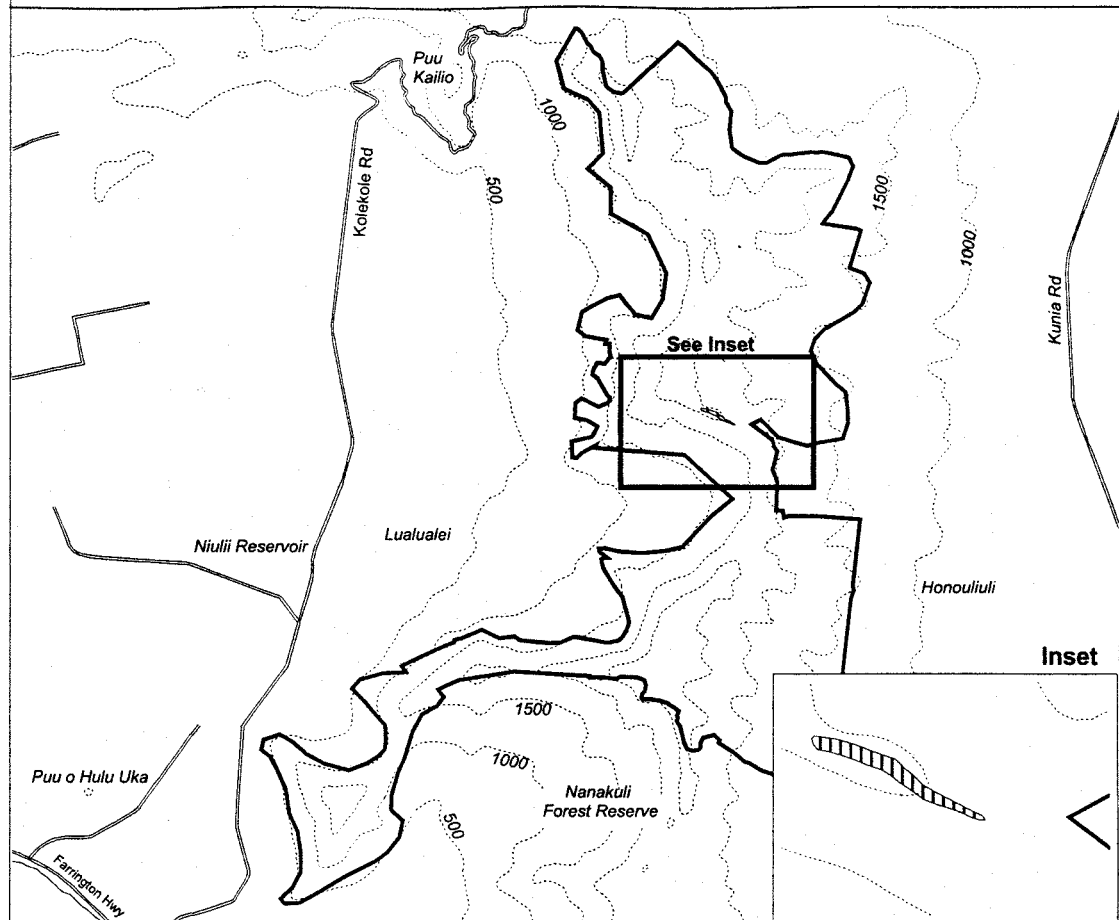 Puu
Kailio
1000
500
Kolekole Rd
1500
1000
Kunia Rd
See Inset
Niulii Reservoir
Lualualei
Honouliuli
Inset
1500
1000
Puu o Hulu Uka
Nanakuli
Forest Reserve
500
Farrington Hwy